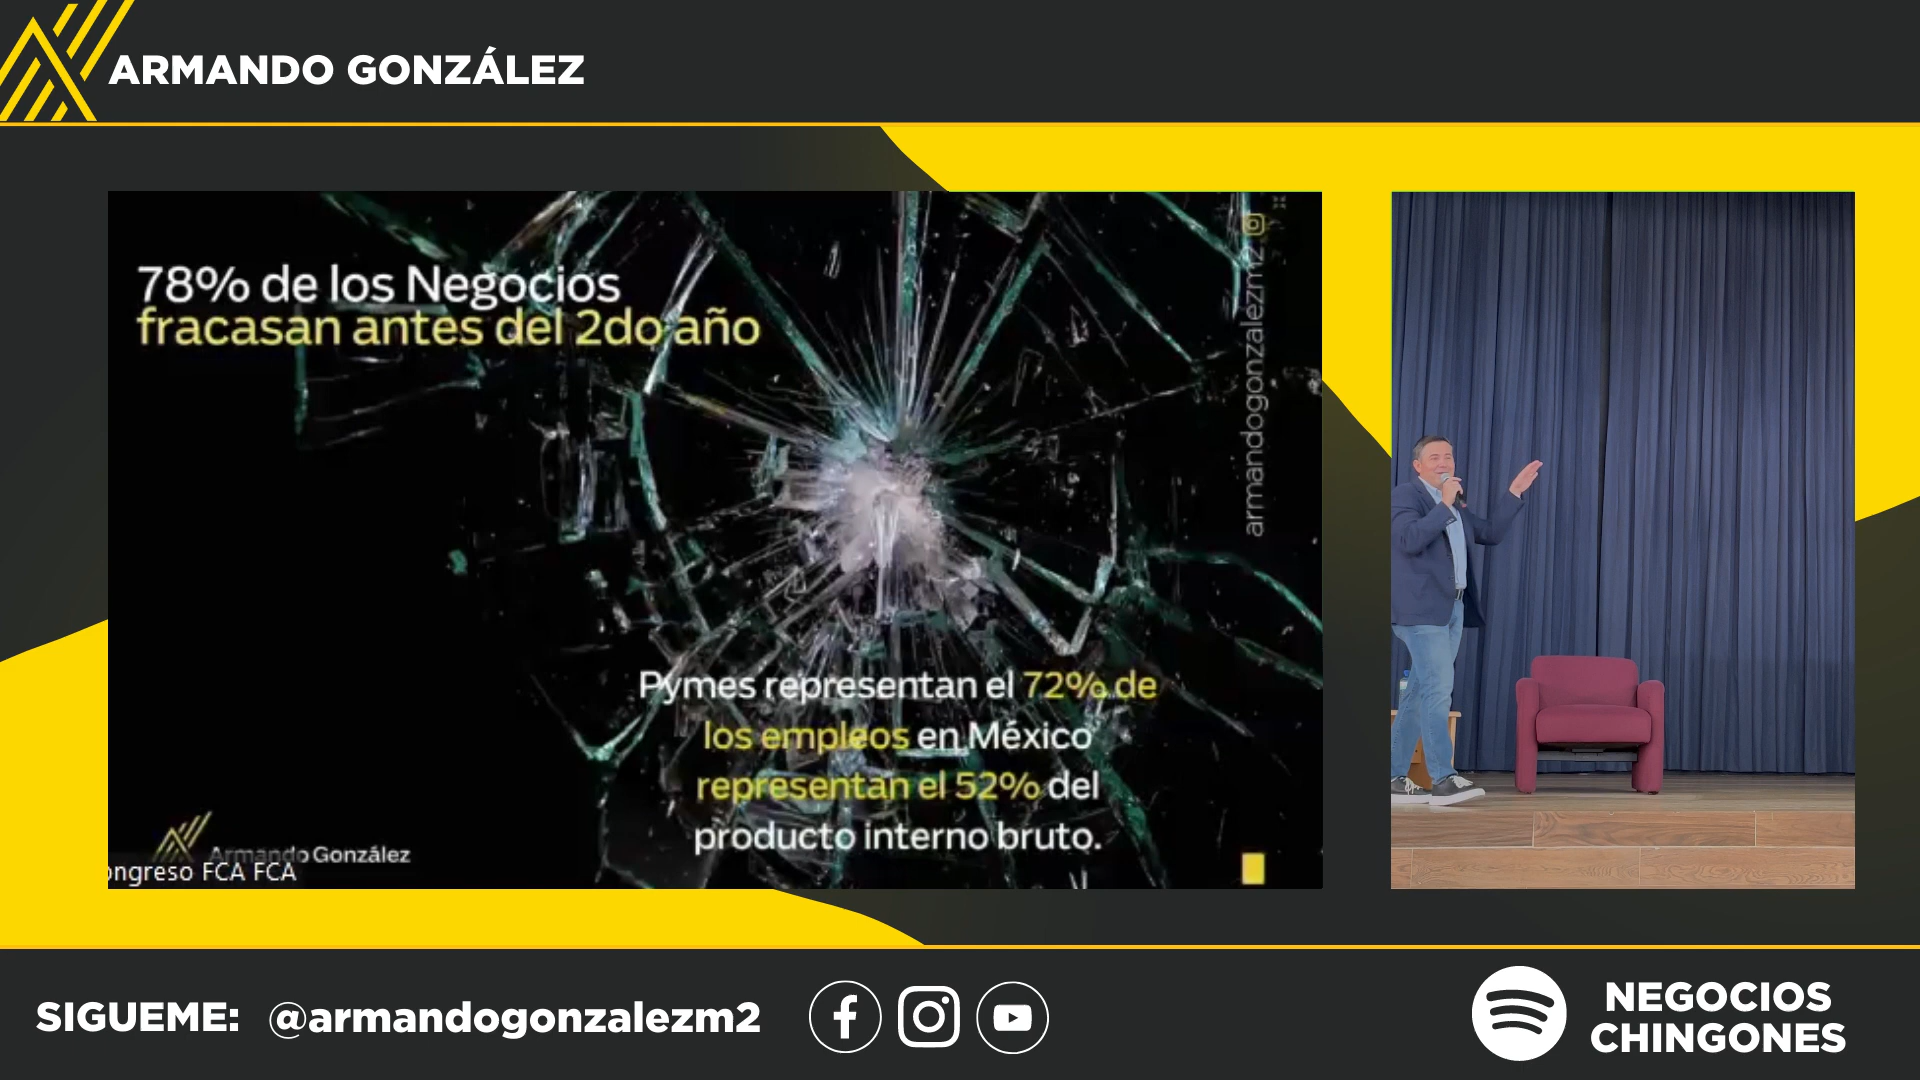 ARMANDO GONZÁLEZ
78% de los Negocios
fracasan antes del 2do año
armandogonzalezm2
Pymes representan el 72% de
los empleos en México
representan el 52% del
producto interno bruto.
Armando González
ongreso FCA FCA
SIGUEME: @armandogonzalezm2
NEGOCIOS
CHINGONES